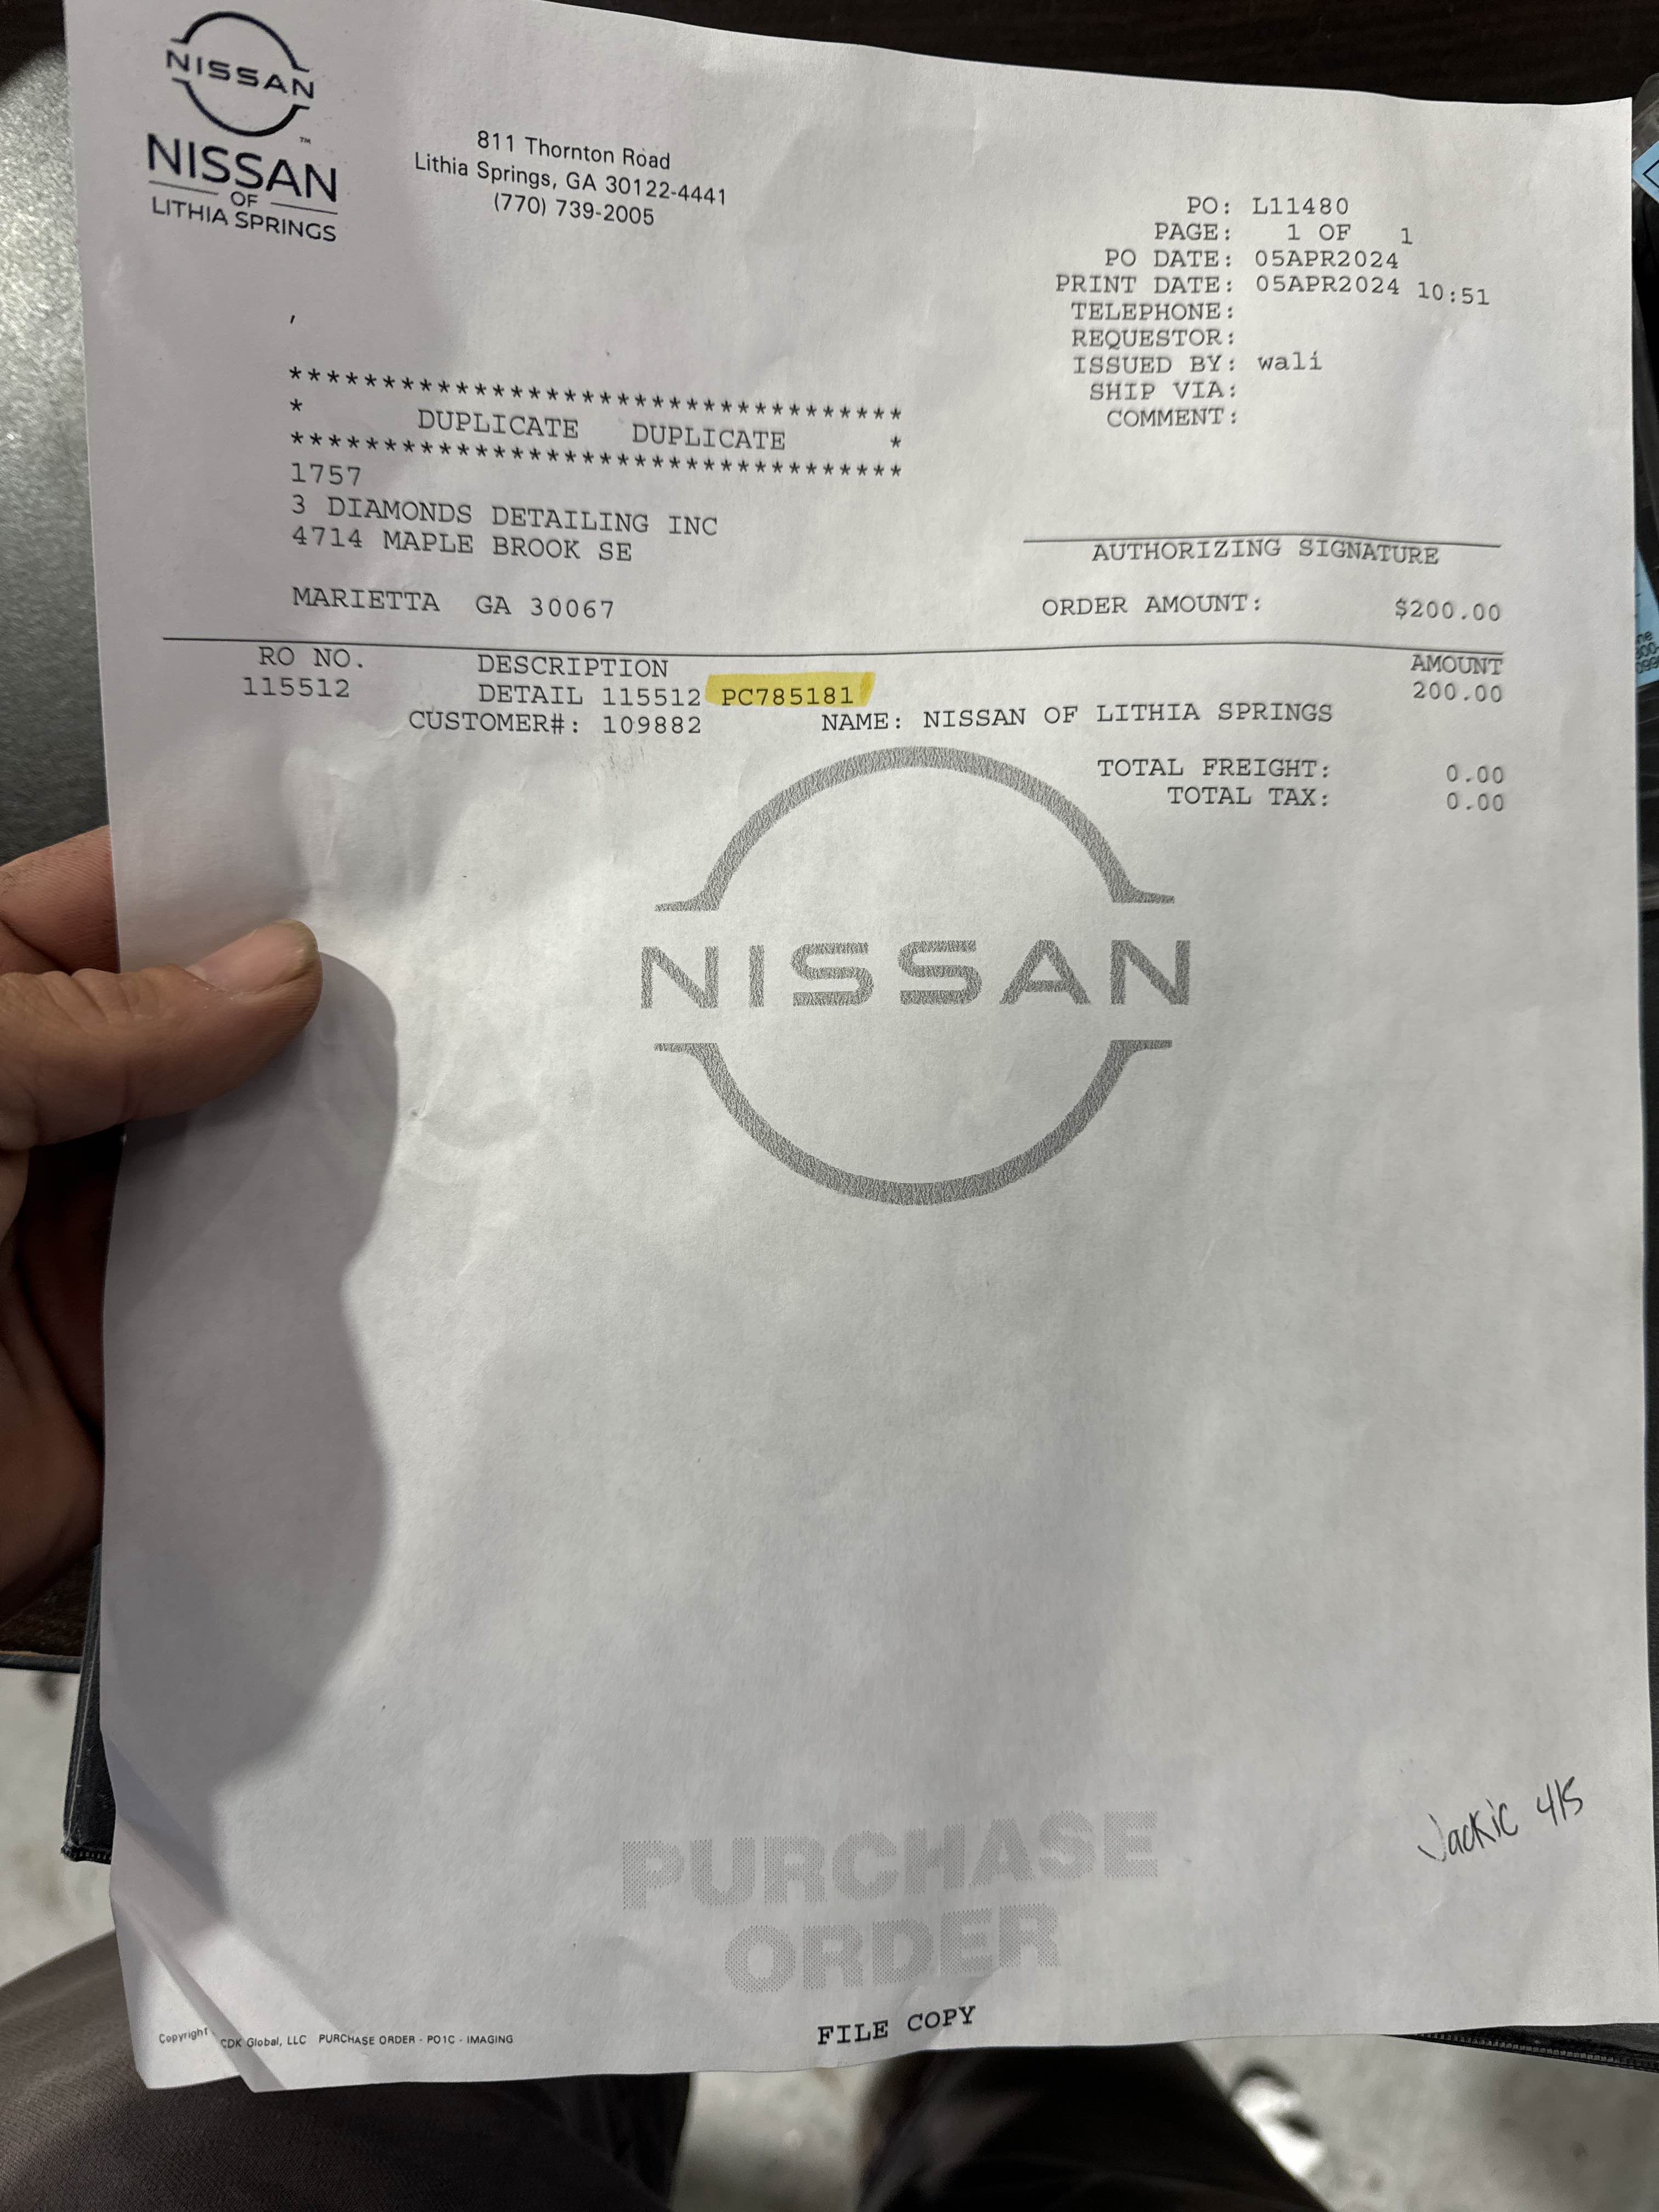 NISSAN
NISSAN
OF
LITHIA SPRINGS
811 Thornton Road
Lithia Springs, GA 30122-4441
(770) 739-2005
PO: L11480
PAGE: 1 OF 1
PO DATE: 05APR2024
PRINT DATE: 05APR2024 10:51
TELEPHONE:
REQUESTOR:
ISSUED BY: wali
SHIP VIA:
COMMENT:
,
**********************************
* DUPLICATE DUPLICATE *
**********************************
1757
3 DIAMONDS DETAILING INC
4714 MAPLE BROOK SE
MARIETTA GA 30067
AUTHORIZING SIGNATURE
ORDER AMOUNT: $200.00
RO NO. DESCRIPTION AMOUNT
115512 DETAIL 115512 PC785181 200.00
CUSTOMER#: 109882 NAME: NISSAN OF LITHIA SPRINGS
TOTAL FREIGHT: 0.00
TOTAL TAX: 0.00
NISSAN
Jackie 4/5
PURCHASE
ORDER
FILE COPY
Copyright CDK Global, LLC PURCHASE ORDER - PO1C - IMAGING